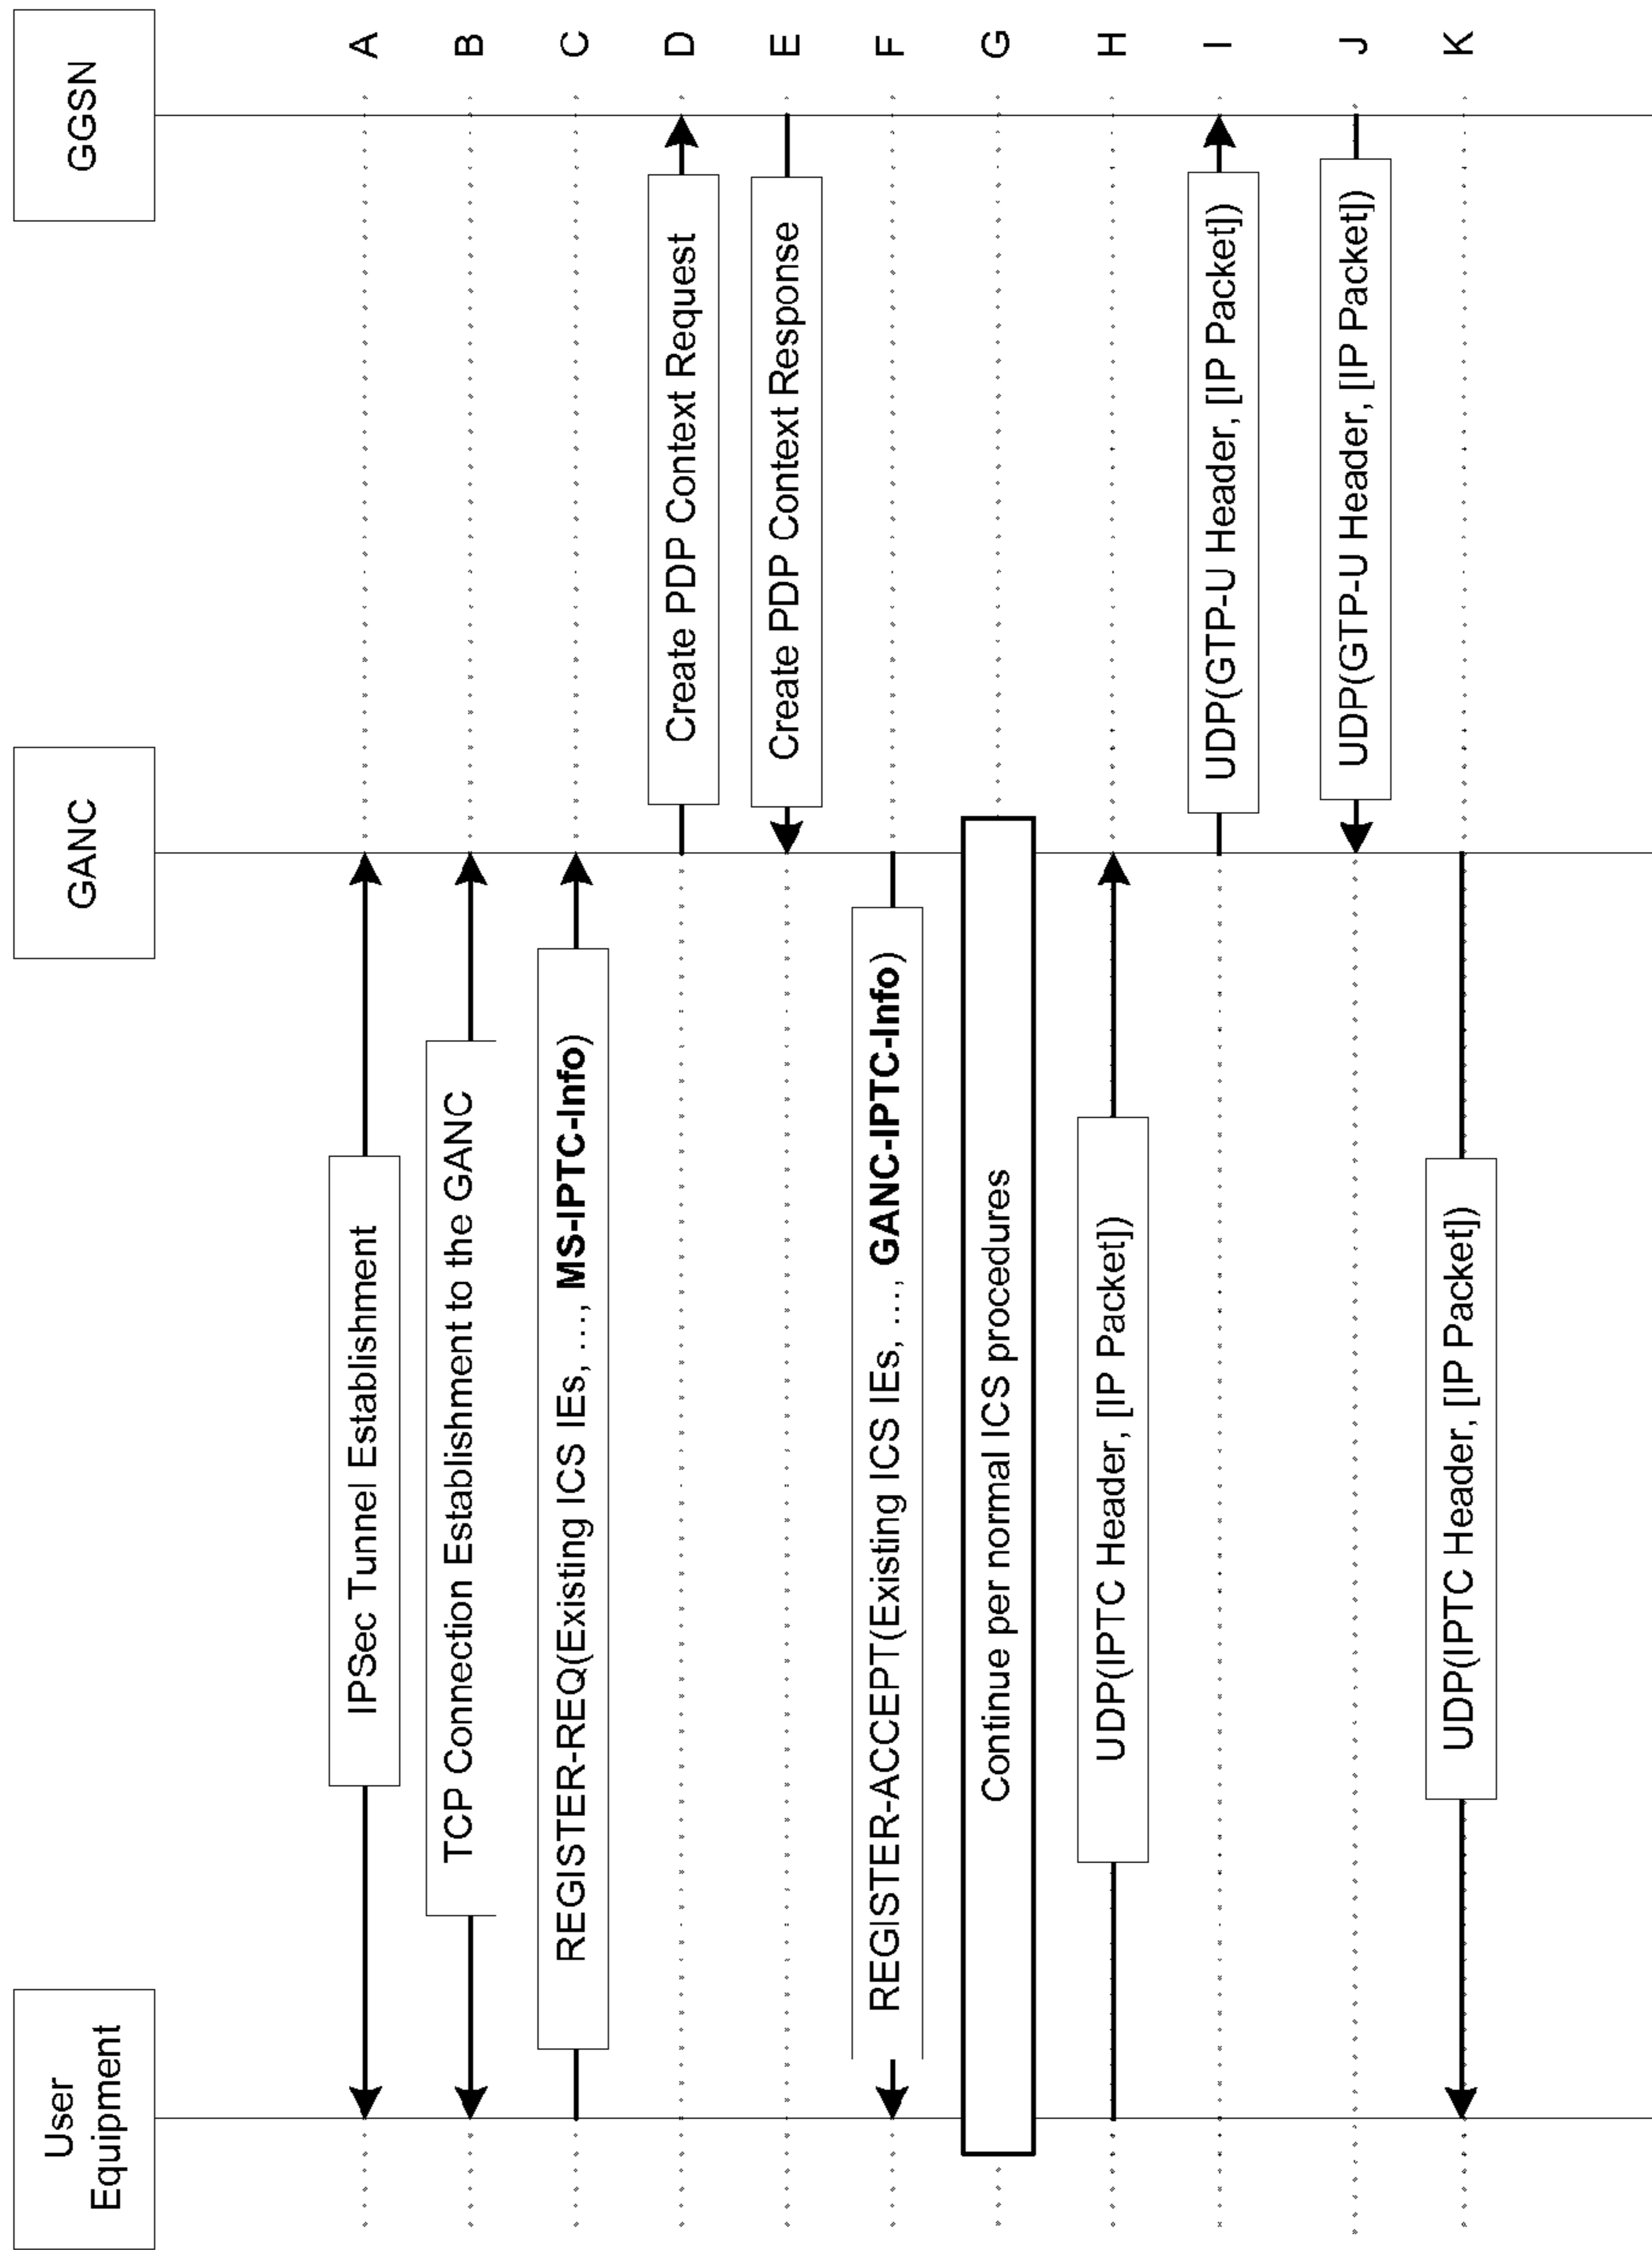 User
Equipment
GANC
GGSN
IPSec Tunnel Establishment
A
TCP Connection Establishment to the GANC
B
REGISTER-REQ(Existing ICS IEs, …, MS-IPTC-Info)
C
Create PDP Context Request
D
Create PDP Context Response
E
REGISTER-ACCEPT(Existing ICS IEs, …, GANC-IPTC-Info)
F
Continue per normal ICS procedures
G
UDP(IPTC Header, [IP Packet])
H
UDP(GTP-U Header, [IP Packet])
I
UDP(GTP-U Header, [IP Packet])
J
UDP(IPTC Header, [IP Packet])
K